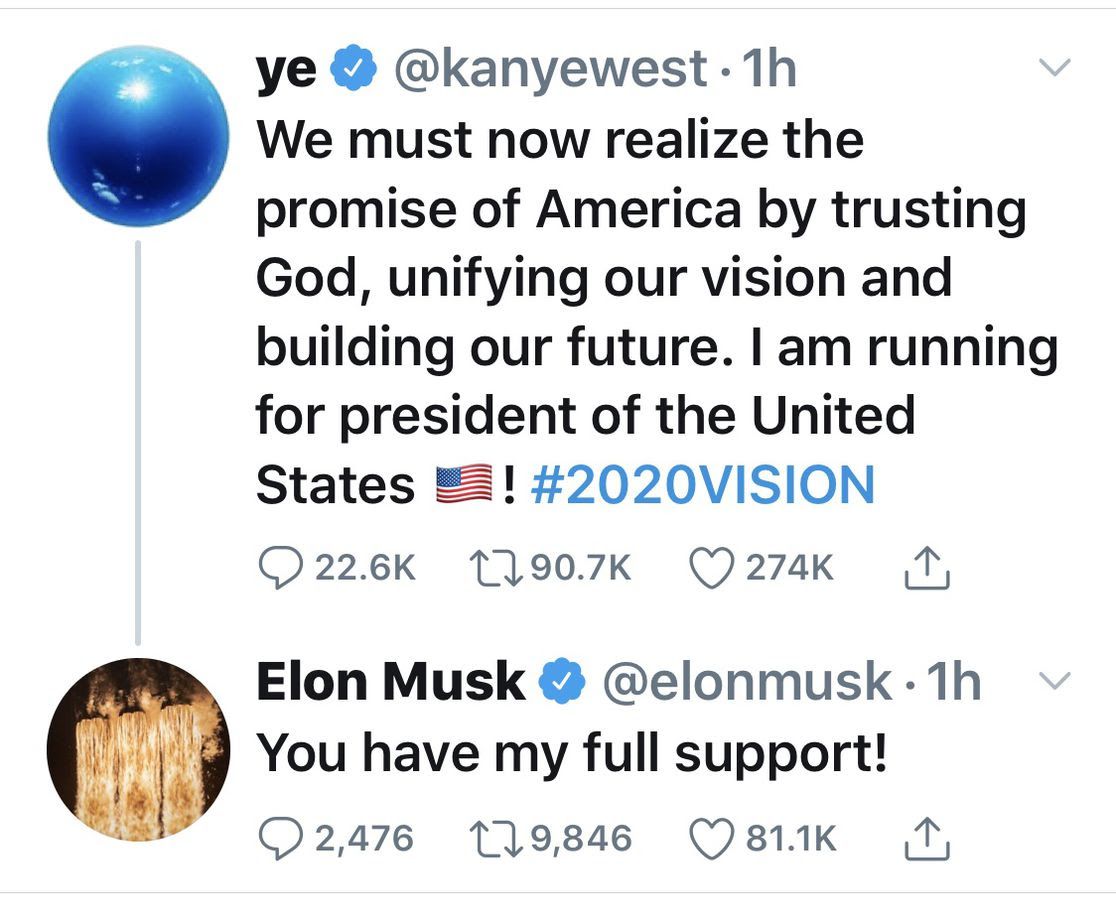 ye @kanyewest · 1h
We must now realize the
promise of America by trusting
God, unifying our vision and
building our future. I am running
for president of the United
States 🇺🇸! #2020VISION
22.6K 90.7K 274K
Elon Musk @elonmusk · 1h
You have my full support!
2,476 9,846 81.1K